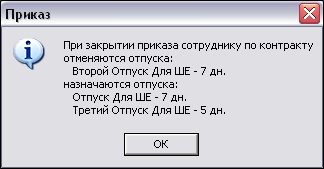 Приказ
При закрытии приказа сотруднику по контракту
отменяются отпуска:
Второй Отпуск Для ШЕ - 7 дн.
назначаются отпуска:
Отпуск Для ШЕ - 7 дн.
Третий Отпуск Для ШЕ - 5 дн.
OK